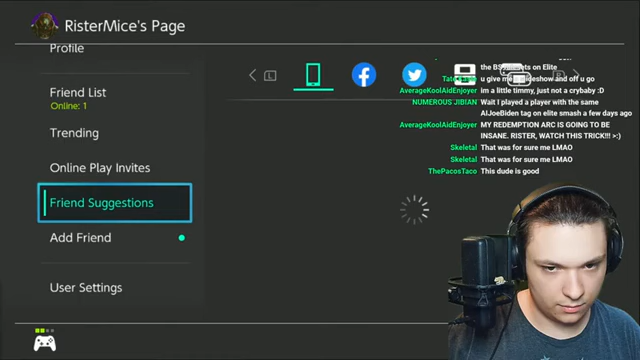 RisterMice's Page
Profile
Friend List
Online: 1
Trending
Online Play Invites
Friend Suggestions
Add Friend
User Settings
L
the BS
ets on Elite
u give me
ideshow and off u go
AverageKoolAidEnjoyer Im a little timmy, just not a crybaby :D
NUMEROUS JIBIAN Wait I played a player with the same
AIJoeBiden tag on elite smash a few days ago
AverageKoolAidEnjoyer MY REDEMPTION ARC IS GOING TO BE
INSANE. RISTER, WATCH THIS TRICK!!! >:)
Skeletal That was for sure me LMAO
Skeletal That was for sure me LMAO
ThePacosTaco This dude is good